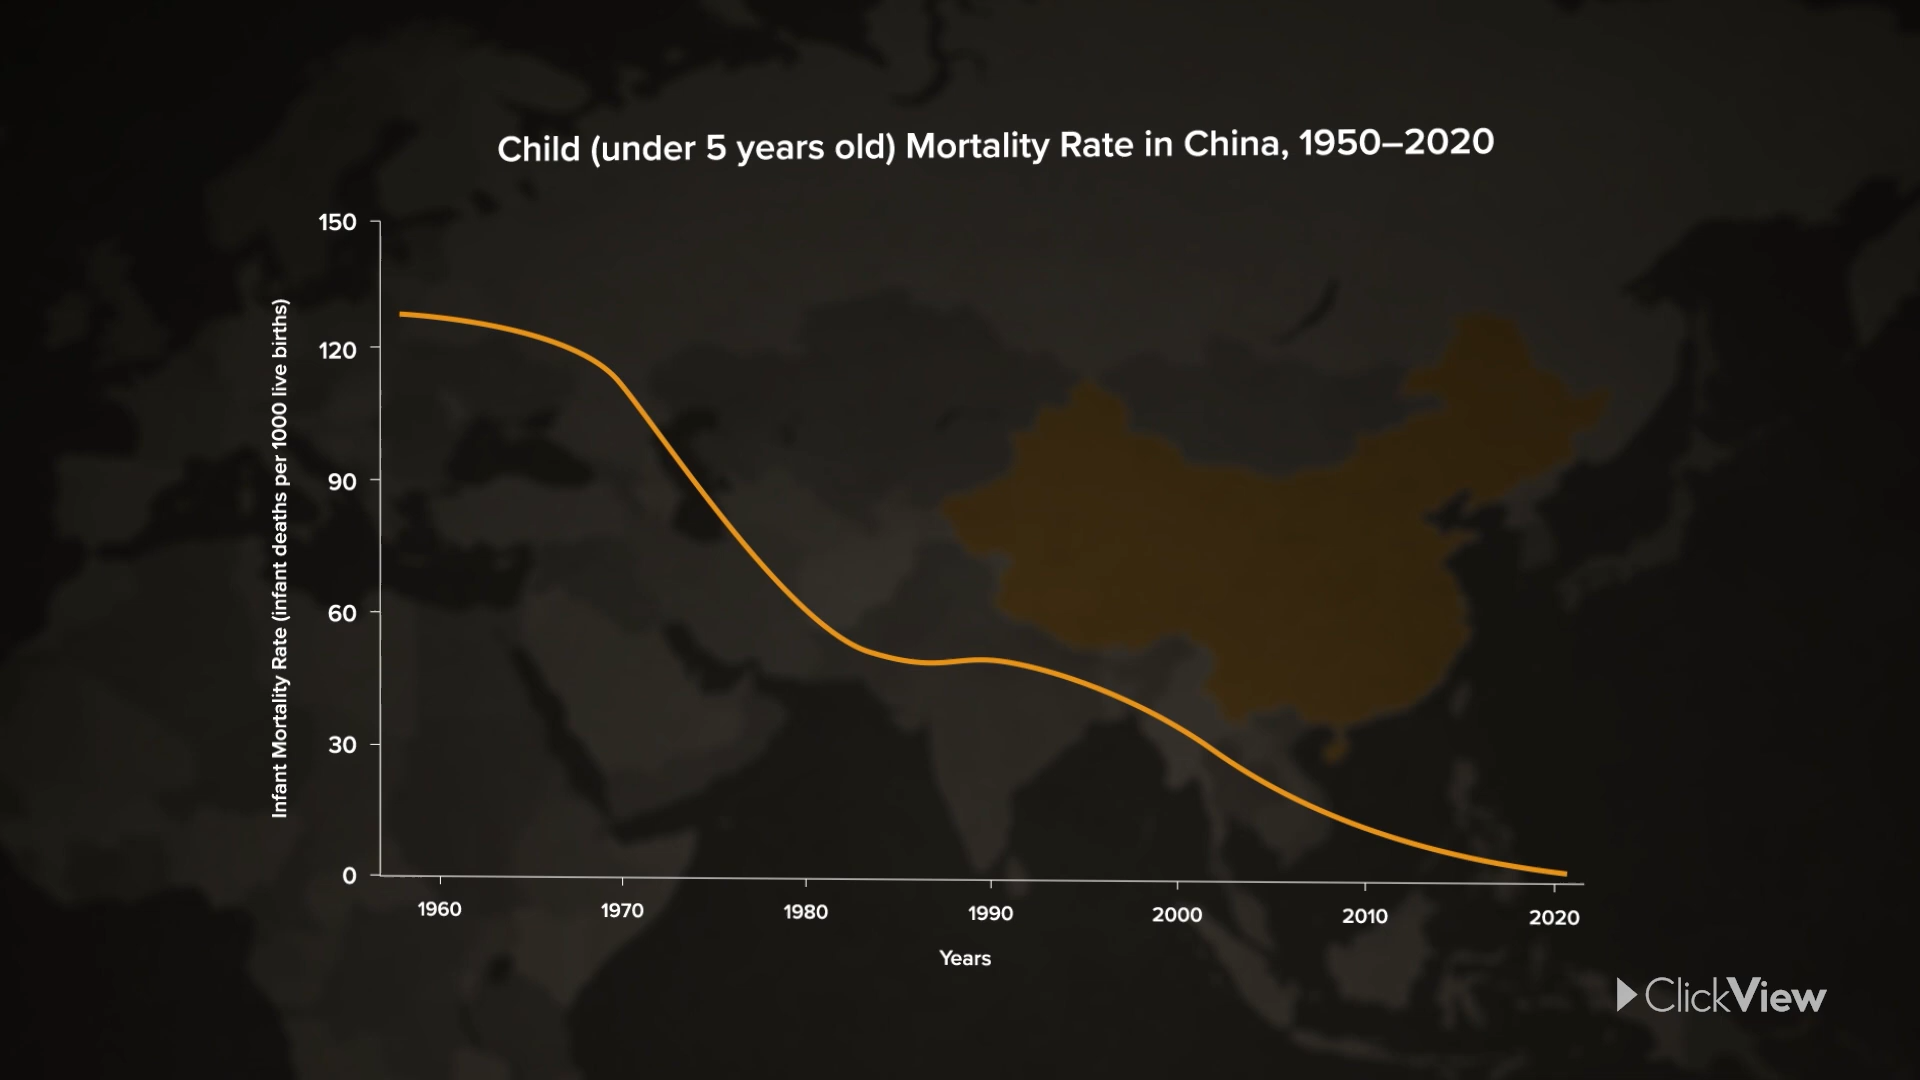 Child (under 5 years old) Mortality Rate in China, 1950–2020
Infant Mortality Rate (infant deaths per 1000 live births)
150
120
90
60
30
0
1960 1970 1980 1990 2000 2010 2020
Years
ClickView